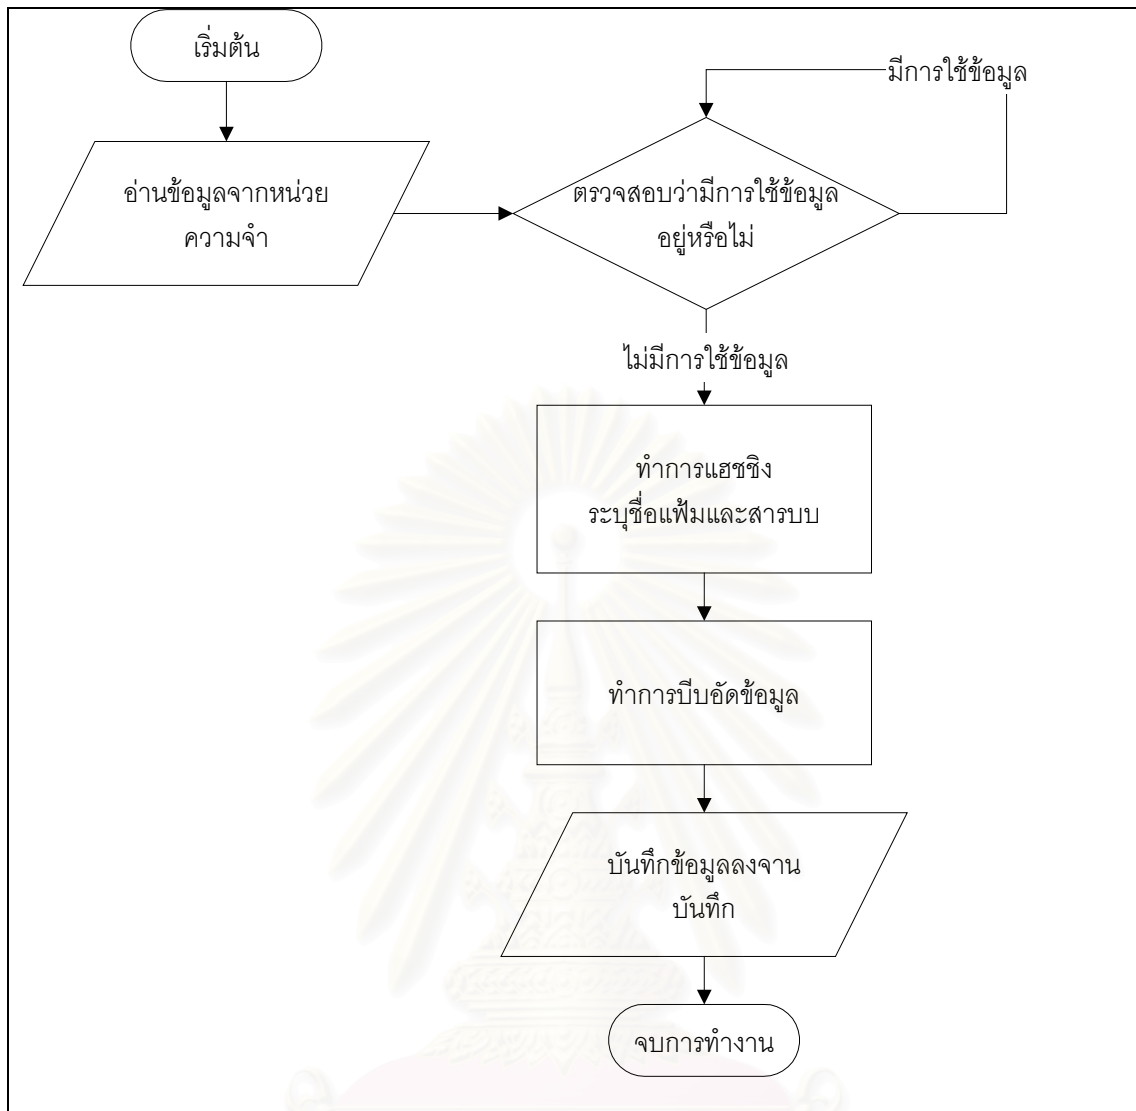 เริ่มต้น
อ่านข้อมูลจากหน่วย
ความจำ
มีการใช้ข้อมูล
ตรวจสอบว่ามีการใช้ข้อมูล
อยู่หรือไม่
ไม่มีการใช้ข้อมูล
ทำการแฮชชิง
ระบุชื่อแฟ้มและสารบบ
ทำการบีบอัดข้อมูล
บันทึกข้อมูลลงจาน
บันทึก
จบการทำงาน